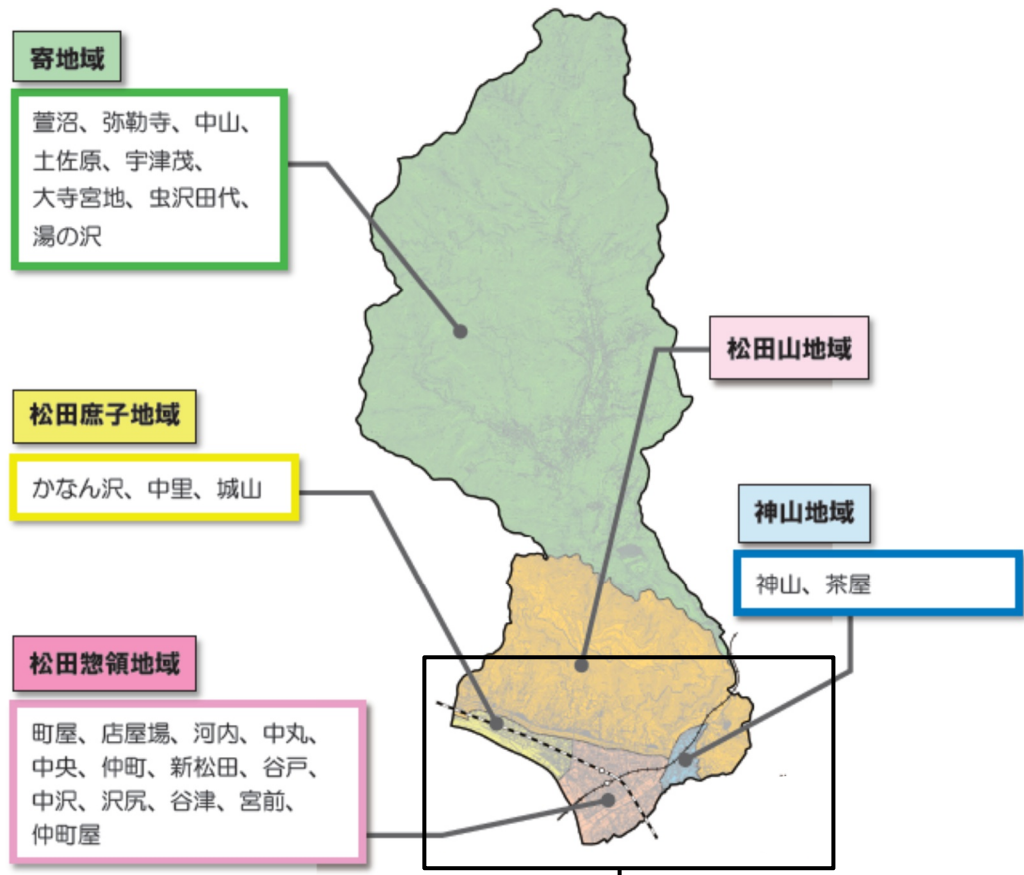 寄地域
萱沼、弥勒寺、中山、
土佐原、宇津茂、
大寺宮地、虫沢田代、
湯の沢
松田山地域
松田庶子地域
かなん沢、中里、城山
神山地域
神山、茶屋
松田惣領地域
町屋、店屋場、河内、中丸、
中央、仲町、新松田、谷戸、
中沢、沢尻、谷津、宮前、
仲町屋